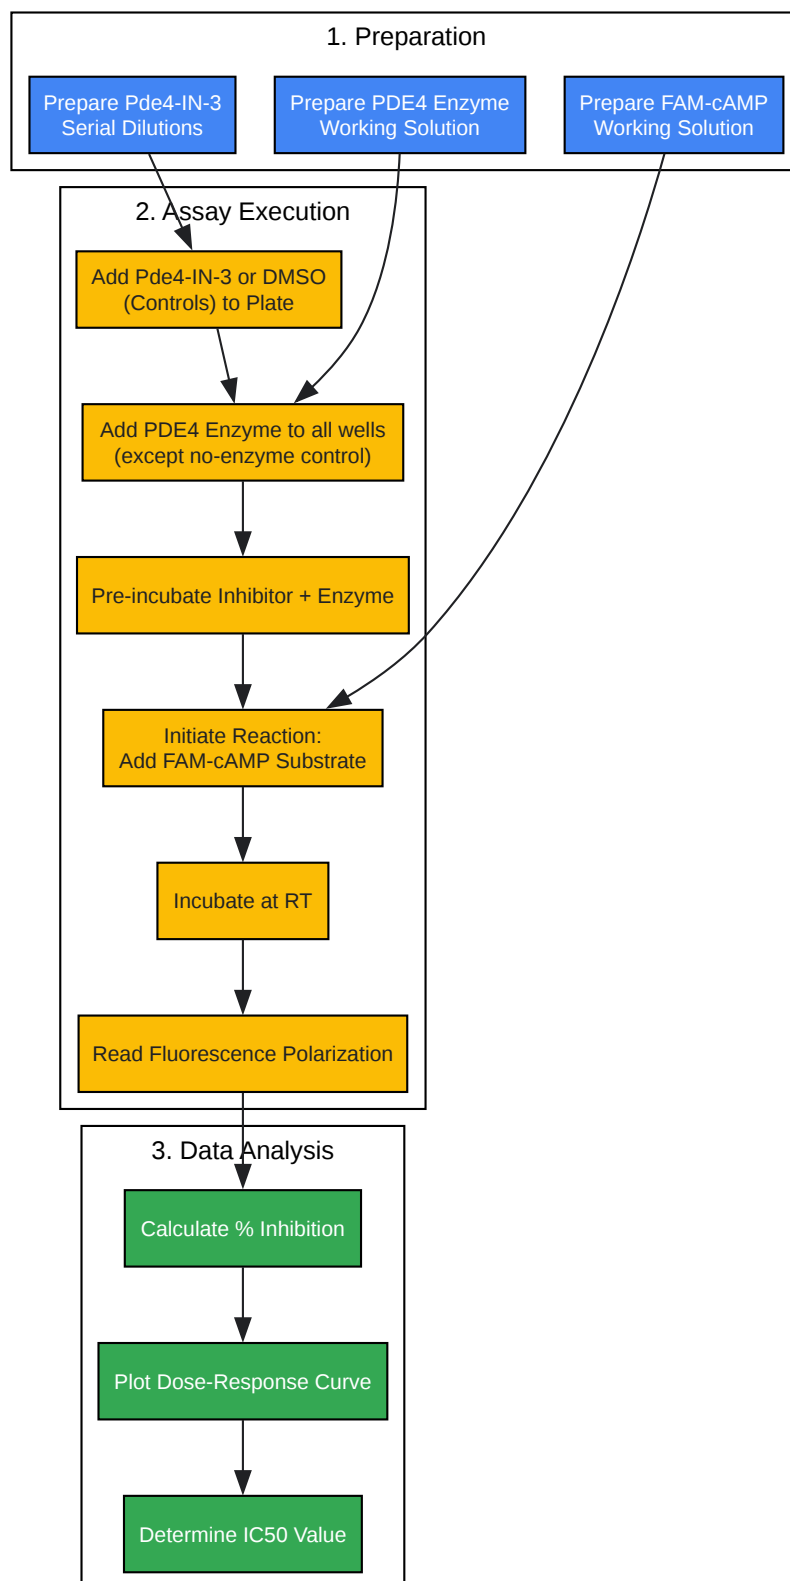 1. Preparation
Prepare Pde4-IN-3
Serial Dilutions
Prepare PDE4 Enzyme
Working Solution
Prepare FAM-cAMP
Working Solution
2. Assay Execution
Add Pde4-IN-3 or DMSO
(Controls) to Plate
Add PDE4 Enzyme to all wells
(except no-enzyme control)
Pre-incubate Inhibitor + Enzyme
Initiate Reaction:
Add FAM-cAMP Substrate
Incubate at RT
Read Fluorescence Polarization
3. Data Analysis
Calculate % Inhibition
Plot Dose-Response Curve
Determine IC50 Value